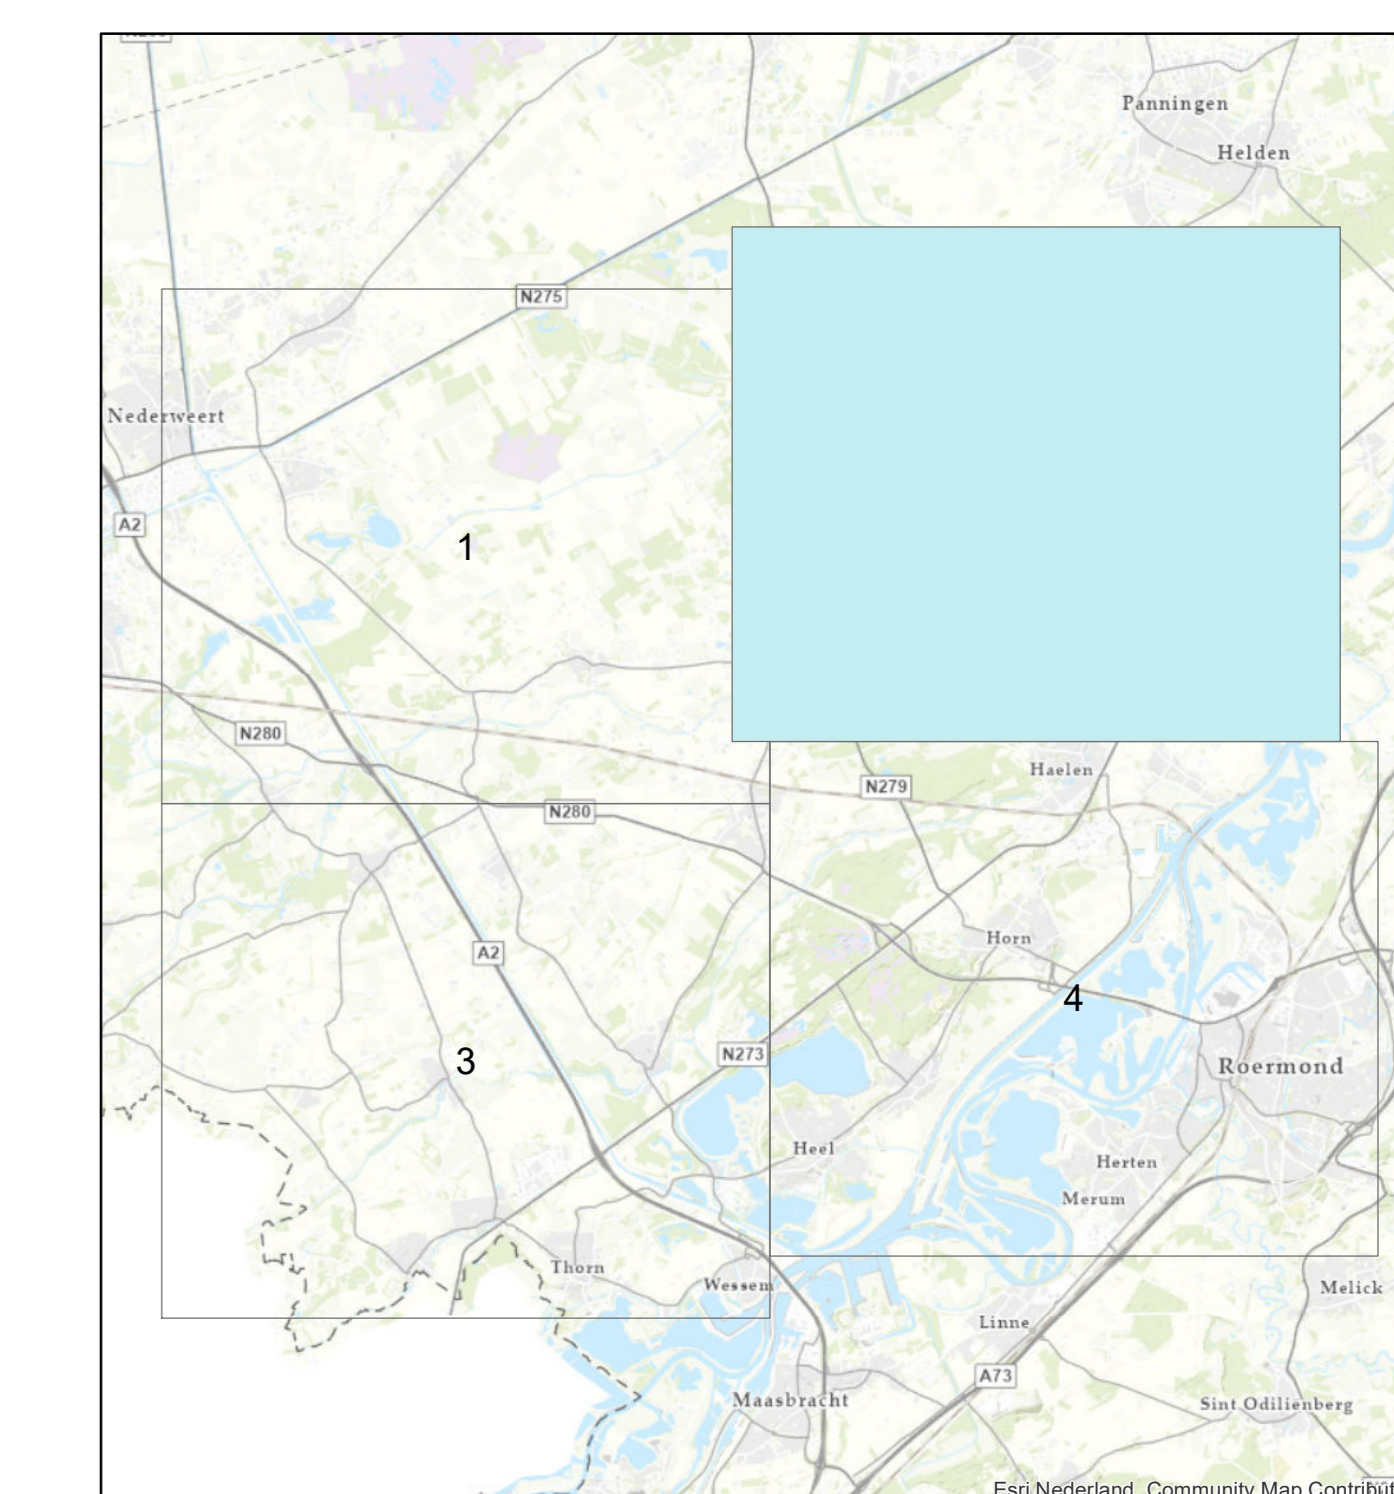 Panningen
Helden
N275
Nederweert
A2
1
N280
Haelen
N279
N280
Horn
A2
4
N273
3
Roermond
Heel
Herten
Merum
Thorn
Wessem
Melick
Linne
A73
Maasbracht
Sint Odilienberg
Esri Nederland, Community Map Contribut